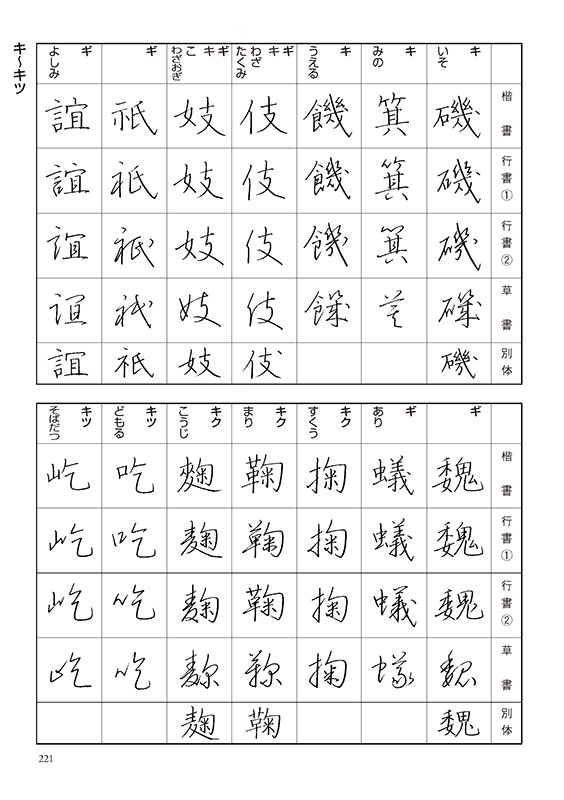 キ〜キツ
キ いそ
キ みの
キ うえる
ギ キ わざ たくみ
ギ キ こ わざおぎ
ギ
ギ よしみ
楷書 磯 箕 饑 伎 妓 祇 誼
行書① 磯 箕 饑 伎 妓 祇 誼
行書② 磯 箕 饑 伎 妓 祇 誼
草書 磯 箕 饑 伎 妓 祇 誼
別体 磯 伎 妓 祇 誼
ギ
ギ あり
キク すくう
キク まり
キク こうじ
キツ どもる
キツ そばだつ
楷書 魏 蟻 掬 鞠 麹 吃 屹
行書① 魏 蟻 掬 鞠 麹 吃 屹
行書② 魏 蟻 掬 鞠 麹 吃 屹
草書 魏 蟻 掬 鞠 麹 吃 屹
別体 魏 鞠 麹
221